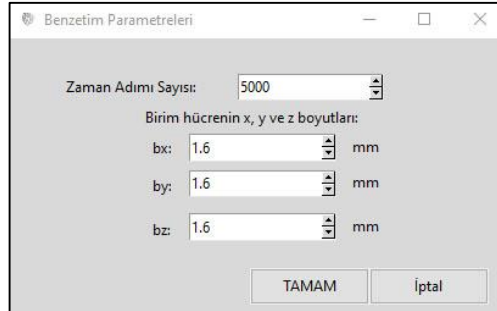 Benzetim Parametreleri
Zaman Adımı Sayısı: 5000
Birim hücrenin x, y ve z boyutları:
bx: 1.6 mm
by: 1.6 mm
bz: 1.6 mm
TAMAM İptal